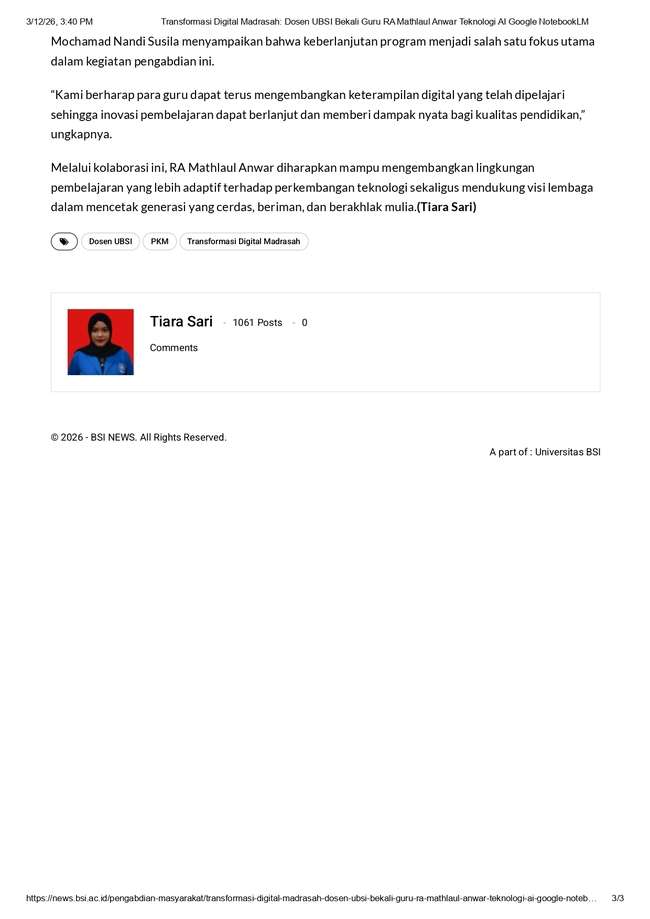 3/12/26, 3:40 PM Transformasi Digital Madrasah: Dosen UBSI Bekali Guru RA Mathlaul Anwar Teknologi AI Google NotebookLM
Mochamad Nandi Susila menyampaikan bahwa keberlanjutan program menjadi salah satu fokus utama
dalam kegiatan pengabdian ini.
“Kami berharap para guru dapat terus mengembangkan keterampilan digital yang telah dipelajari
sehingga inovasi pembelajaran dapat berlanjut dan memberi dampak nyata bagi kualitas pendidikan,”
ungkapnya.
Melalui kolaborasi ini, RA Mathlaul Anwar diharapkan mampu mengembangkan lingkungan
pembelajaran yang lebih adaptif terhadap perkembangan teknologi sekaligus mendukung visi lembaga
dalam mencetak generasi yang cerdas, beriman, dan berakhlak mulia.(Tiara Sari)
Dosen UBSI PKM Transformasi Digital Madrasah
Tiara Sari · 1061 Posts · 0
Comments
© 2026 - BSI NEWS. All Rights Reserved.
A part of : Universitas BSI
https://news.bsi.ac.id/pengabdian-masyarakat/transformasi-digital-madrasah-dosen-ubsi-bekali-guru-ra-mathlaul-anwar-teknologi-ai-google-noteb… 3/3